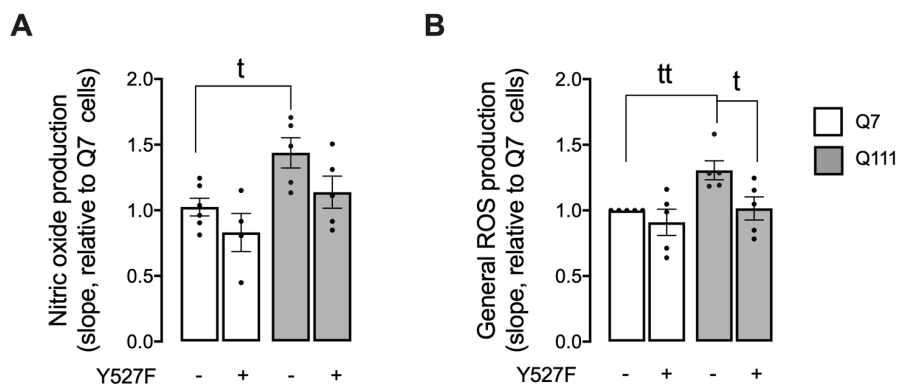 A
Nitric oxide production
(slope, relative to Q7 cells)
2.0
1.5
1.0
0.5
0.0
t
Y527F - + - +
B
General ROS production
(slope, relative to Q7 cells)
2.0
1.5
1.0
0.5
0.0
tt
t
Y527F - + - +
Q7
Q111